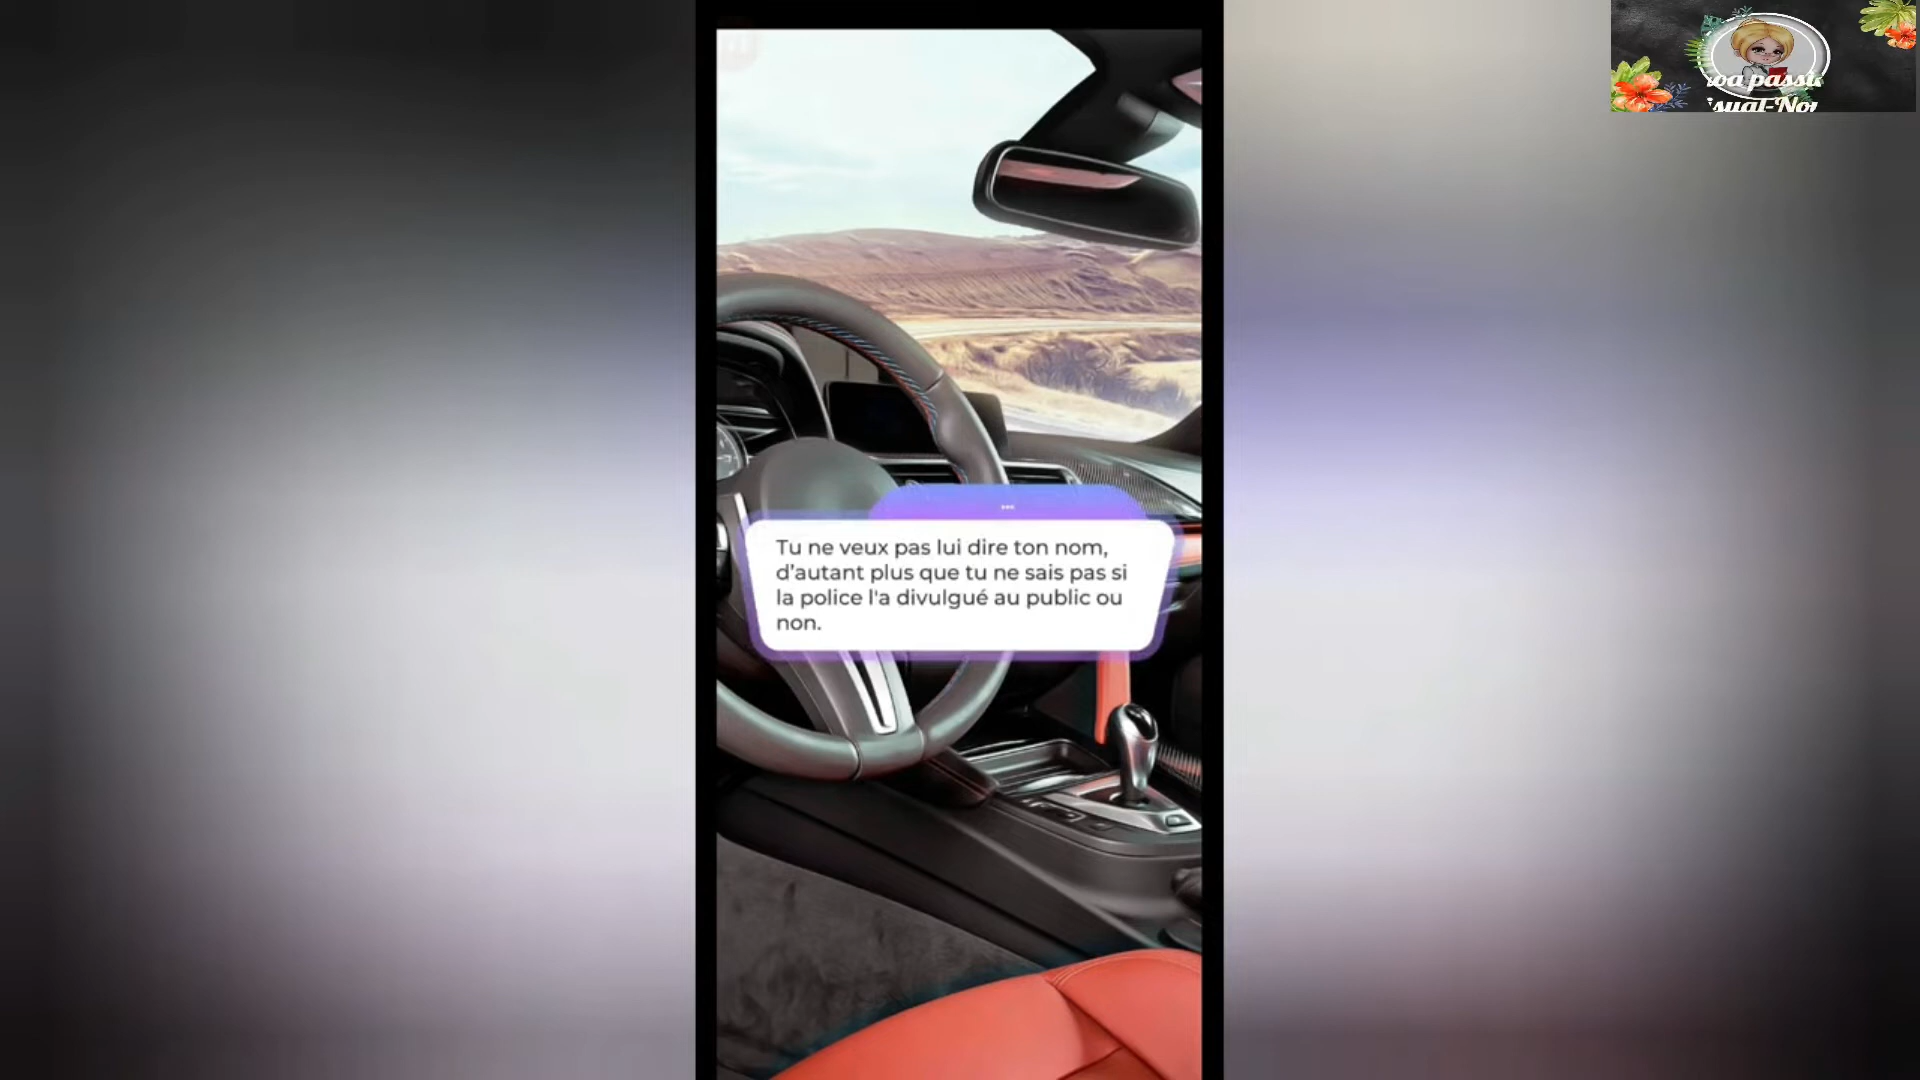 ...
Tu ne veux pas lui dire ton nom,
d'autant plus que tu ne sais pas si
la police l'a divulgué au public ou
non.